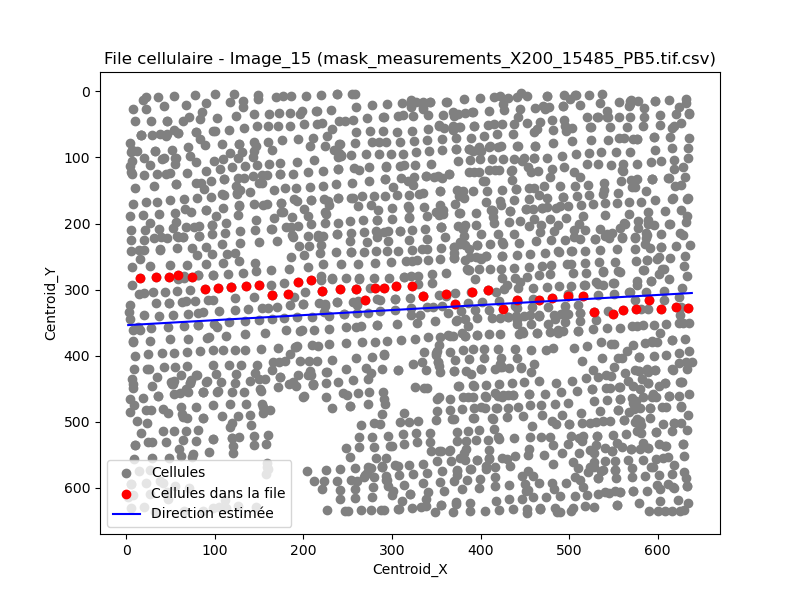 File cellulaire - Image_15 (mask_measurements_X200_15485_PB5.tif.csv)
0
100
200
300
400
500
600
Centroid_Y
Cellules
Cellules dans la file
Direction estimée
0 100 200 300 400 500 600
Centroid_X